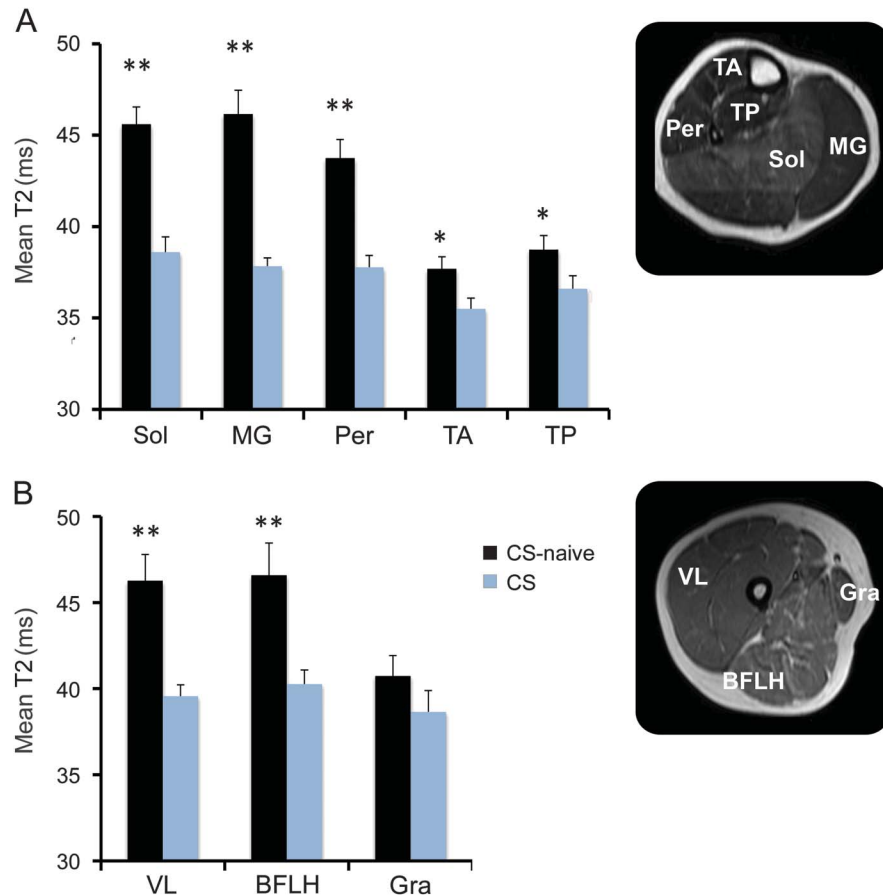 A
50
45
40
35
30
Mean T2 (ms)
**
**
**
*
*
Sol MG Per TA TP
TA
TP
Per
Sol
MG
B
50
45
40
35
30
Mean T2 (ms)
**
**
VL BFLH Gra
CS-naive
CS
VL
Gra
BFLH